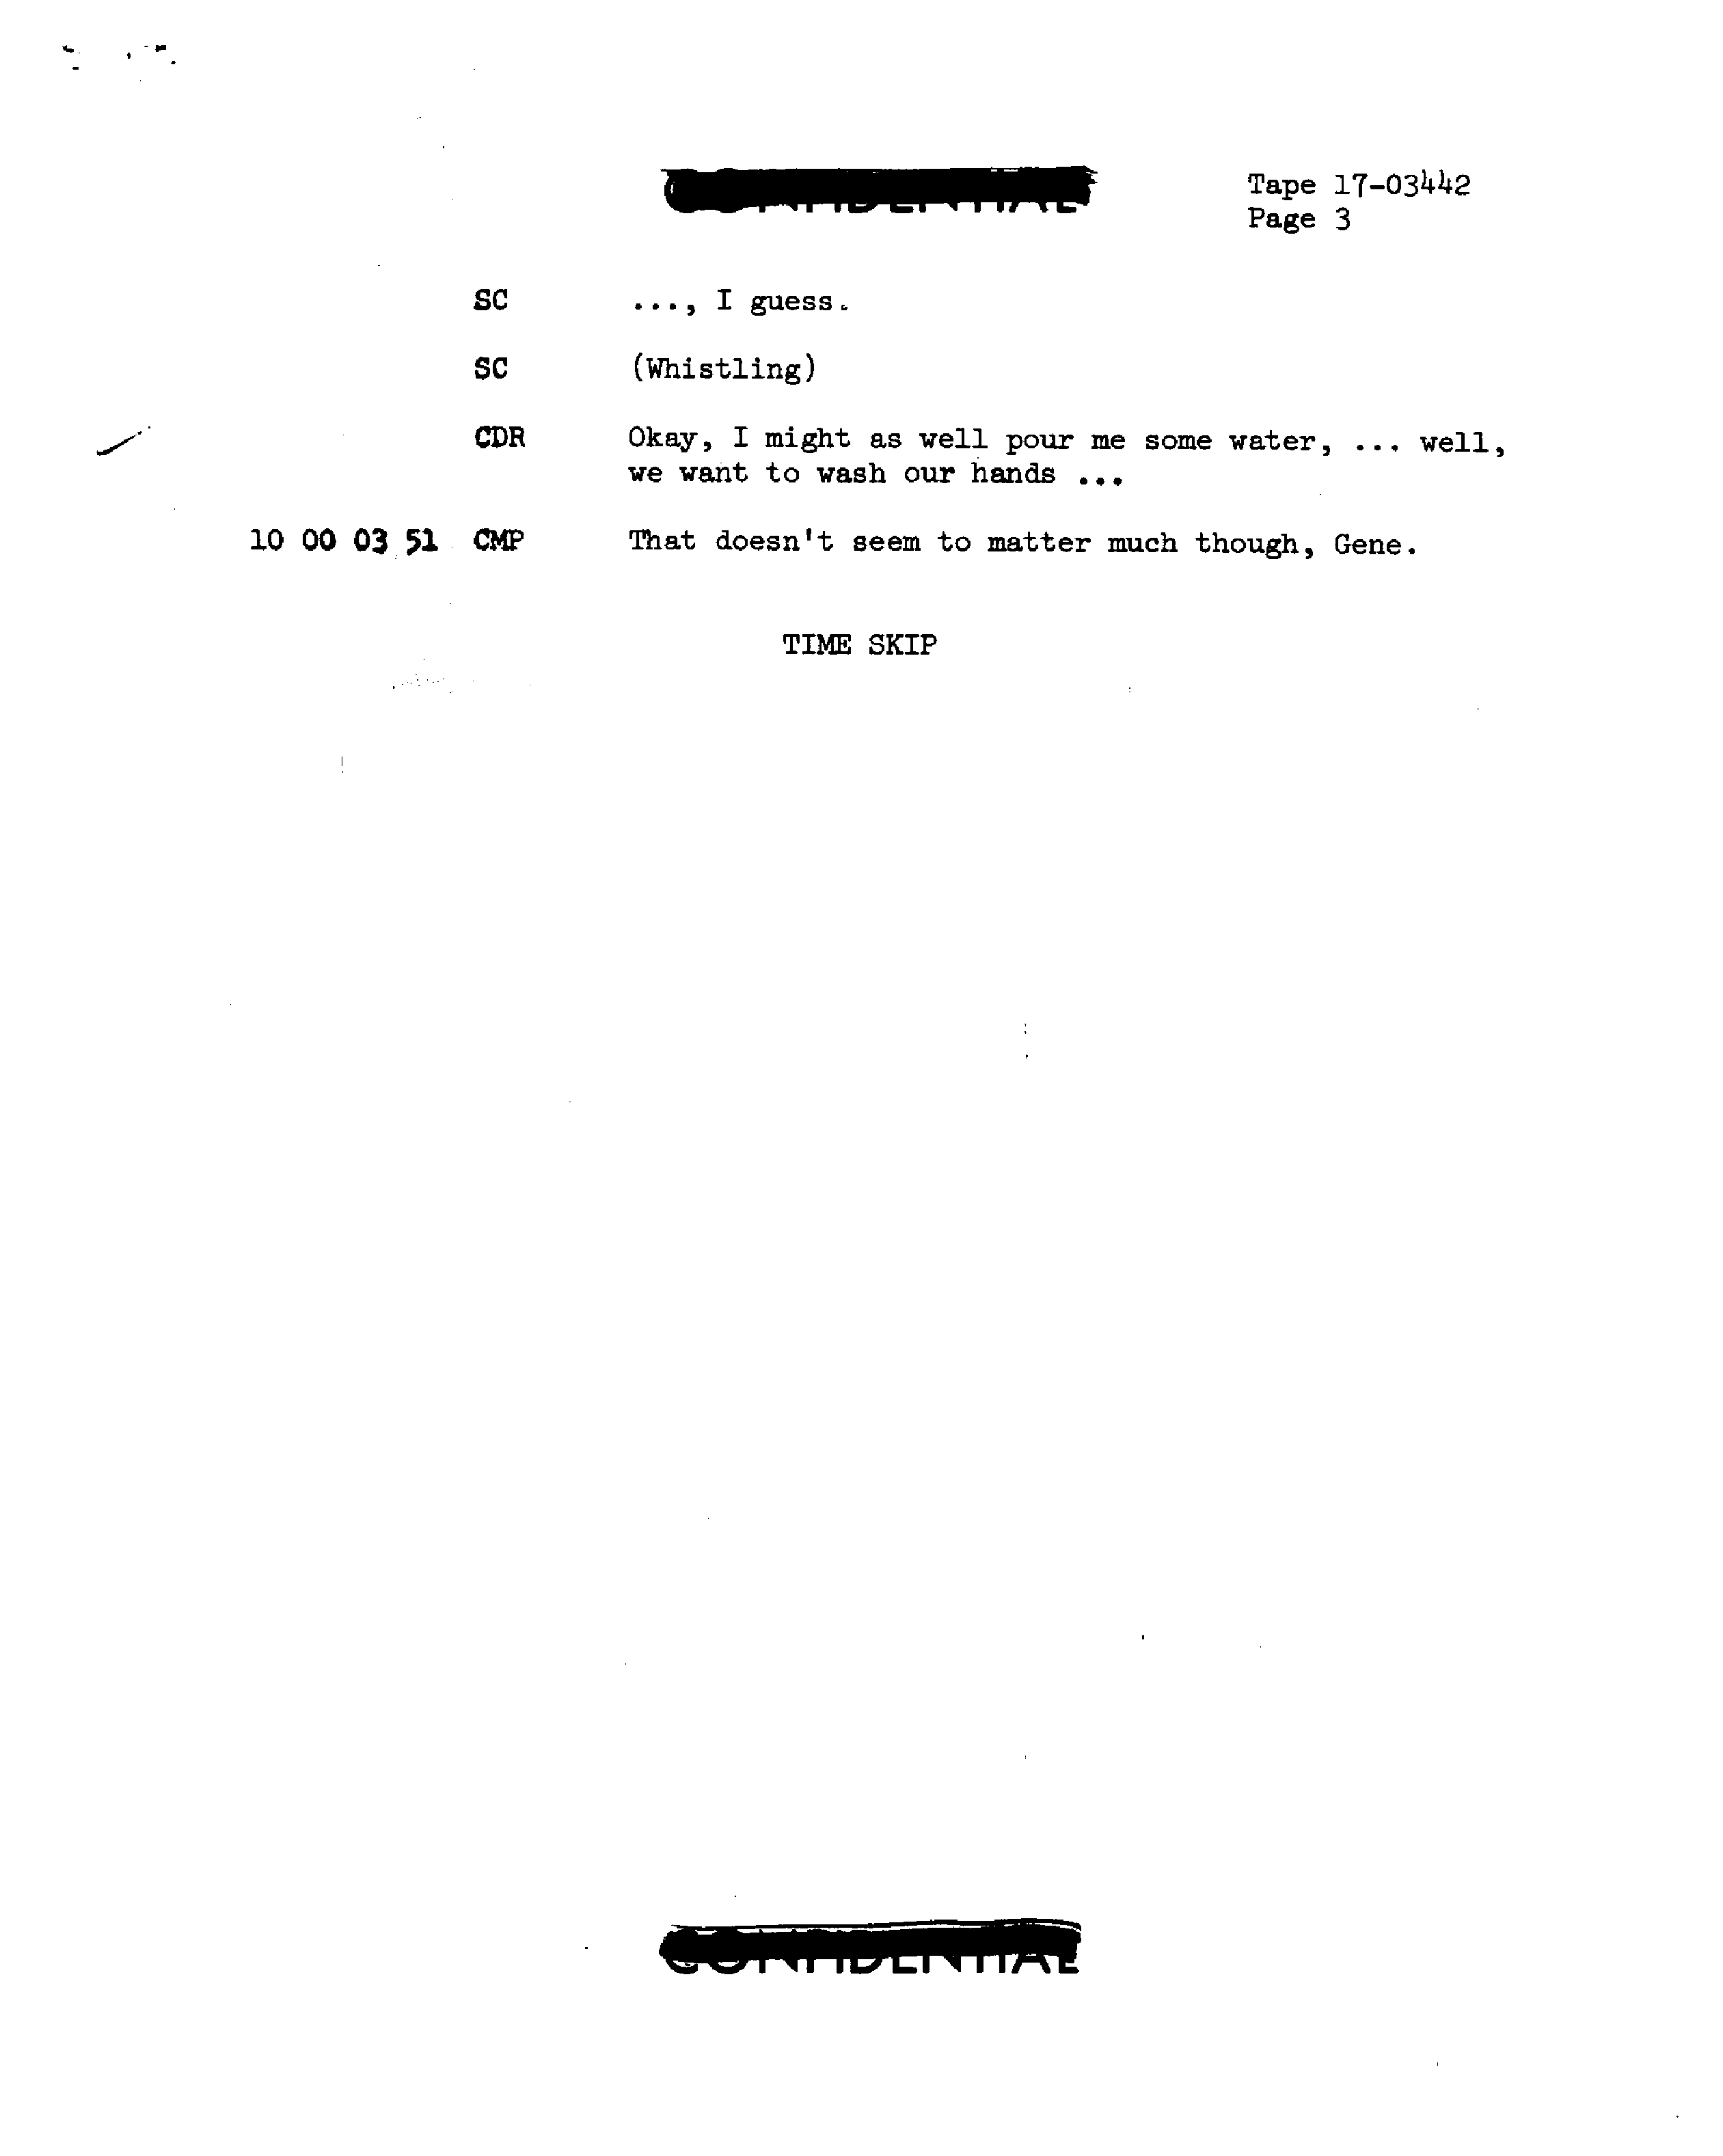 CONFIDENTIAL
Tape 17-03442
Page 3
SC ..., I guess.
SC (Whistling)
CDR Okay, I might as well pour me some water, ... well,
we want to wash our hands ...
10 00 03 51 CMP That doesn't seem to matter much though, Gene.
TIME SKIP
CONFIDENTIAL